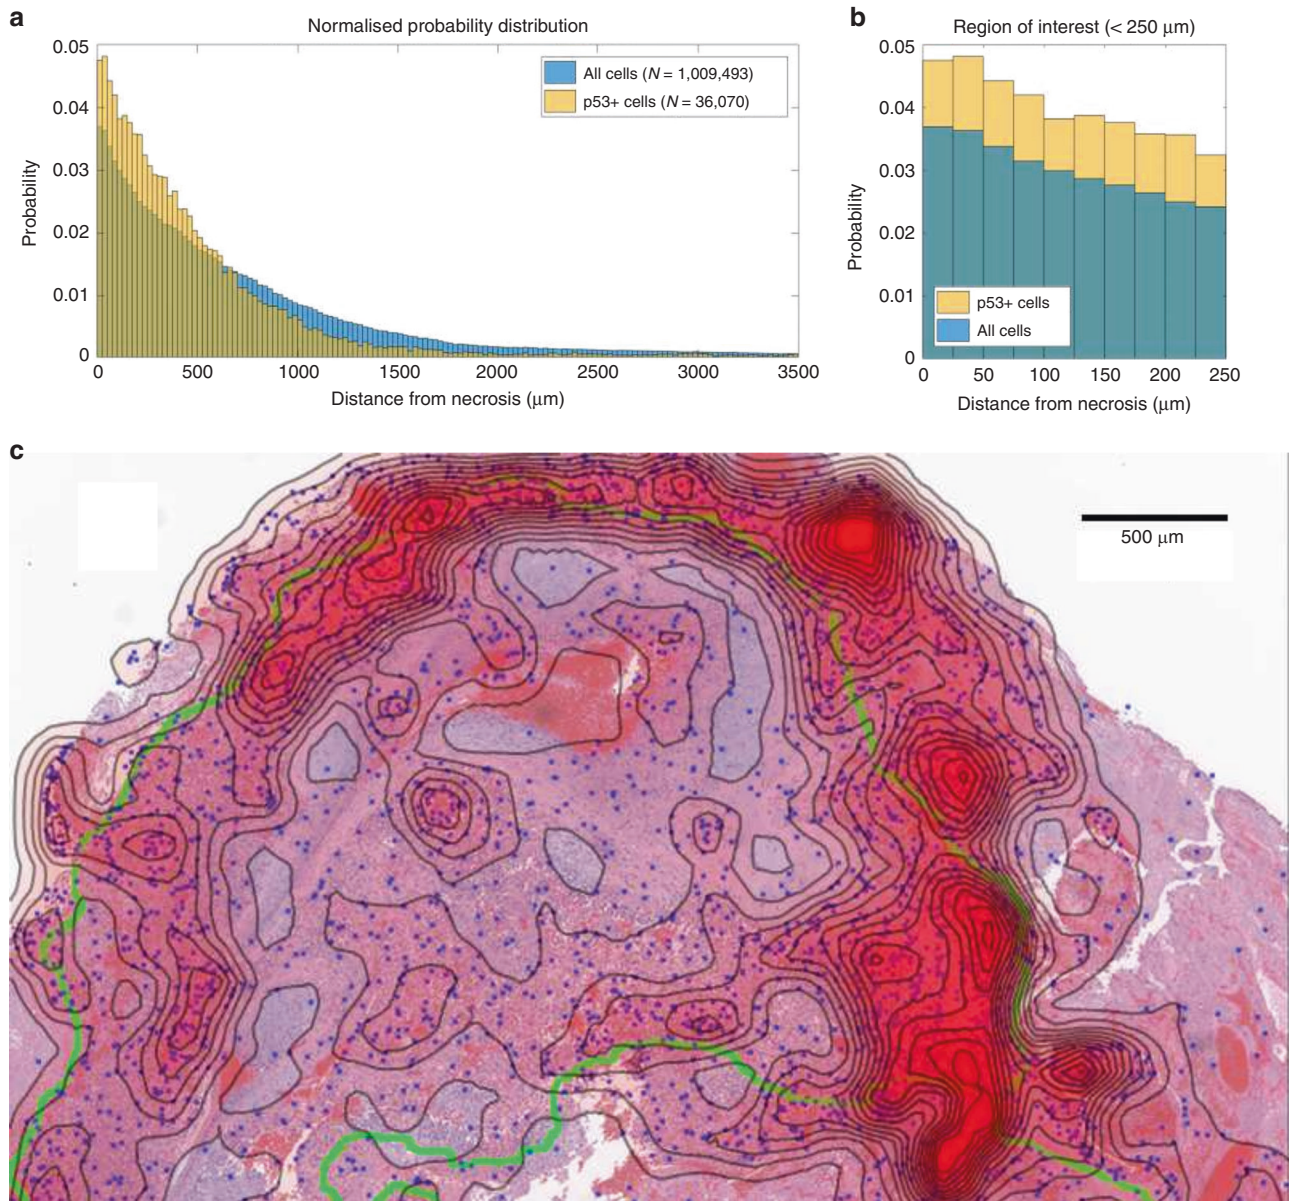 a
Normalised probability distribution
0.05
0.04
0.03
0.02
0.01
0
Probability
All cells (N = 1,009,493)
p53+ cells (N = 36,070)
0 500 1000 1500 2000 2500 3000 3500
Distance from necrosis (μm)
b
Region of interest (< 250 μm)
0.05
0.04
0.03
0.02
0.01
0
Probability
p53+ cells
All cells
0 50 100 150 200 250
Distance from necrosis (μm)
c
500 μm